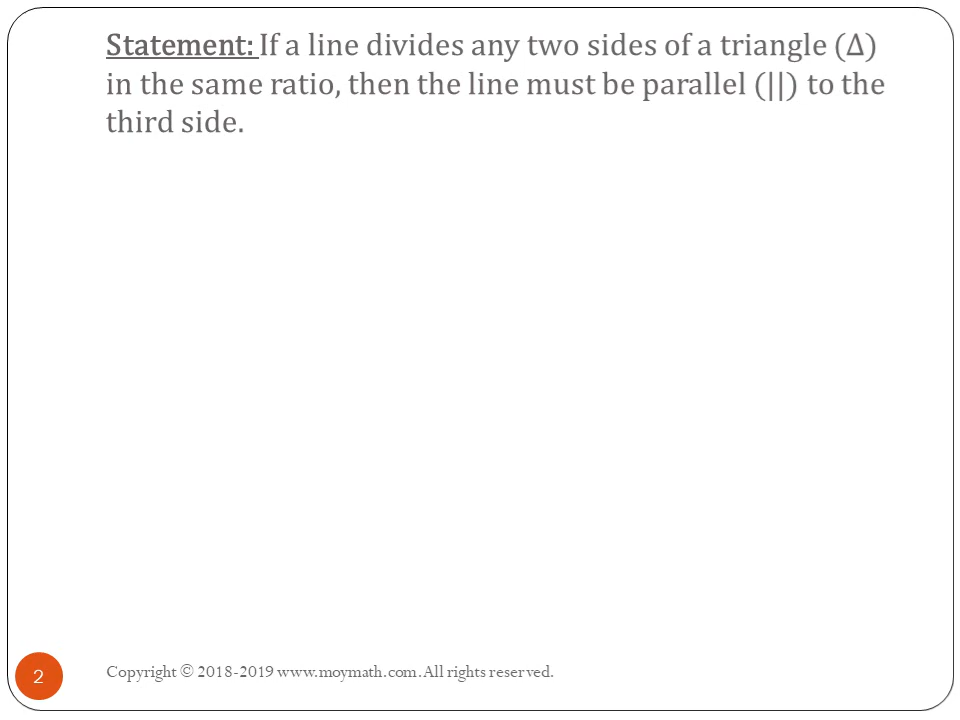 Statement: If a line divides any two sides of a triangle (Δ)
in the same ratio, then the line must be parallel (||) to the
third side.
2
Copyright © 2018-2019 www.moymath.com. All rights reserved.